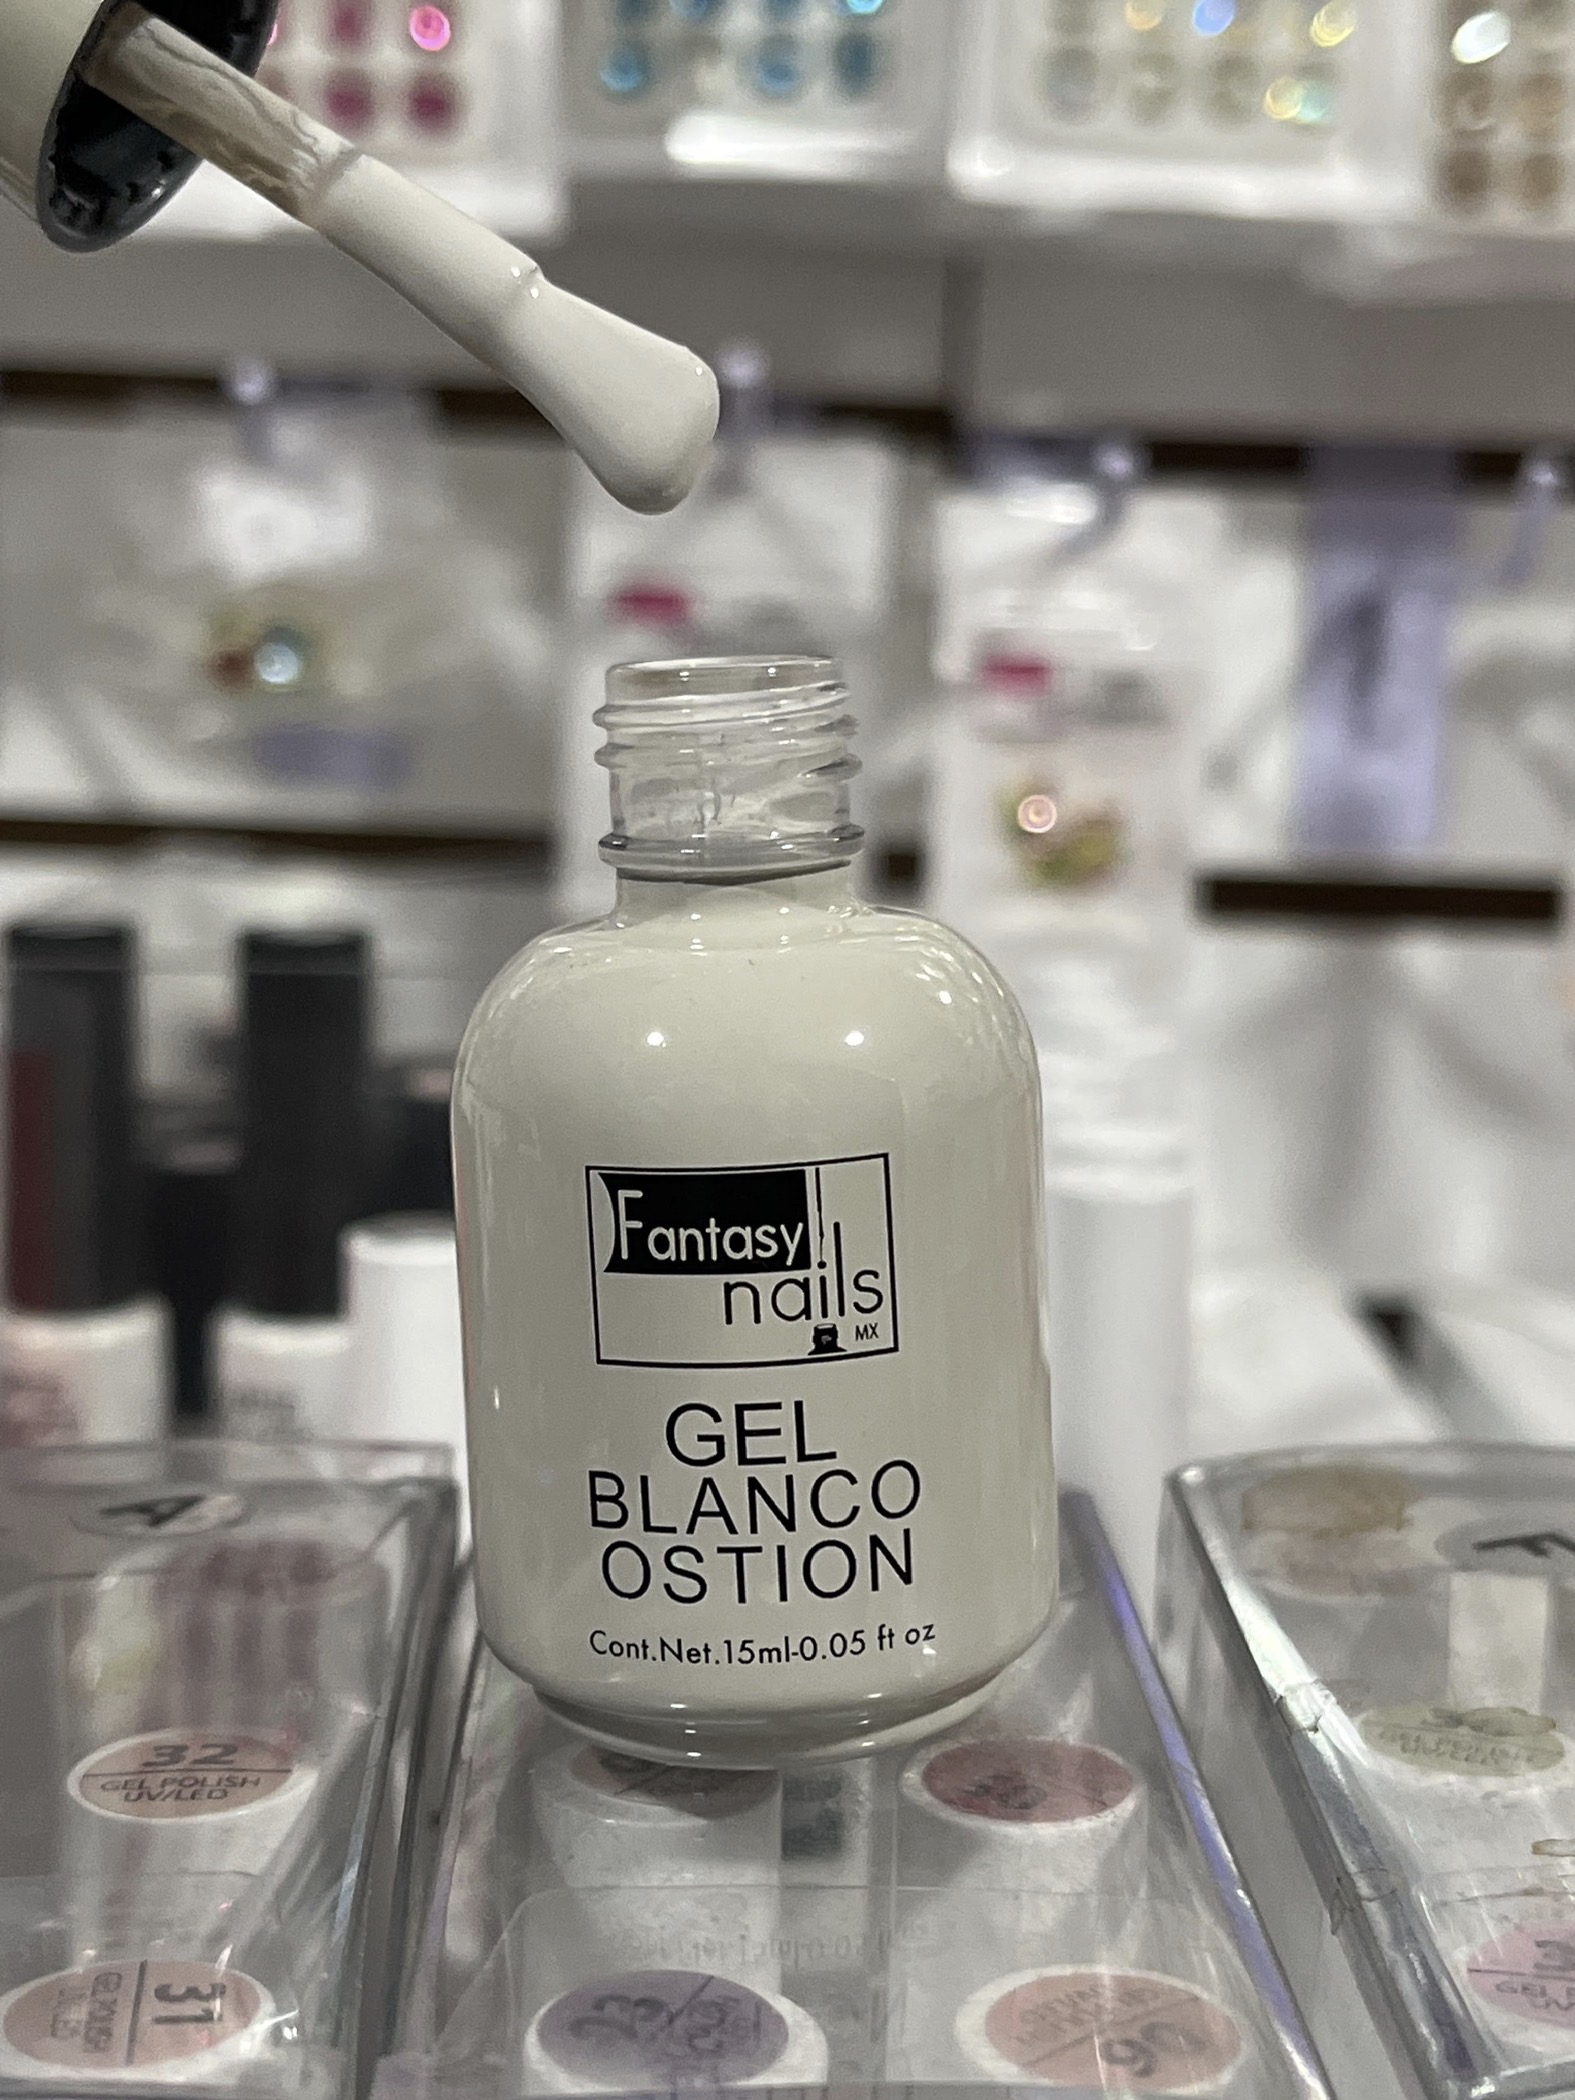 Fantasy
nails
MX
GEL
BLANCO
OSTION
Cont.Net.15ml-0.05 ft oz
32
GEL POLISH
UV/LED
31
29